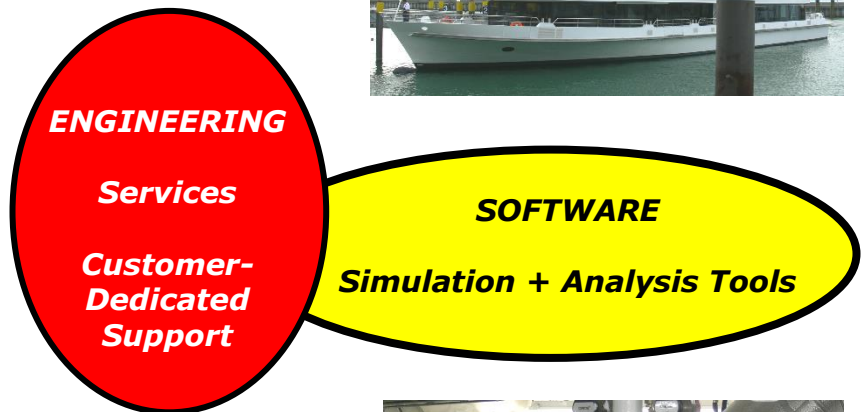 ENGINEERING
Services
Customer-
Dedicated
Support
SOFTWARE
Simulation + Analysis Tools